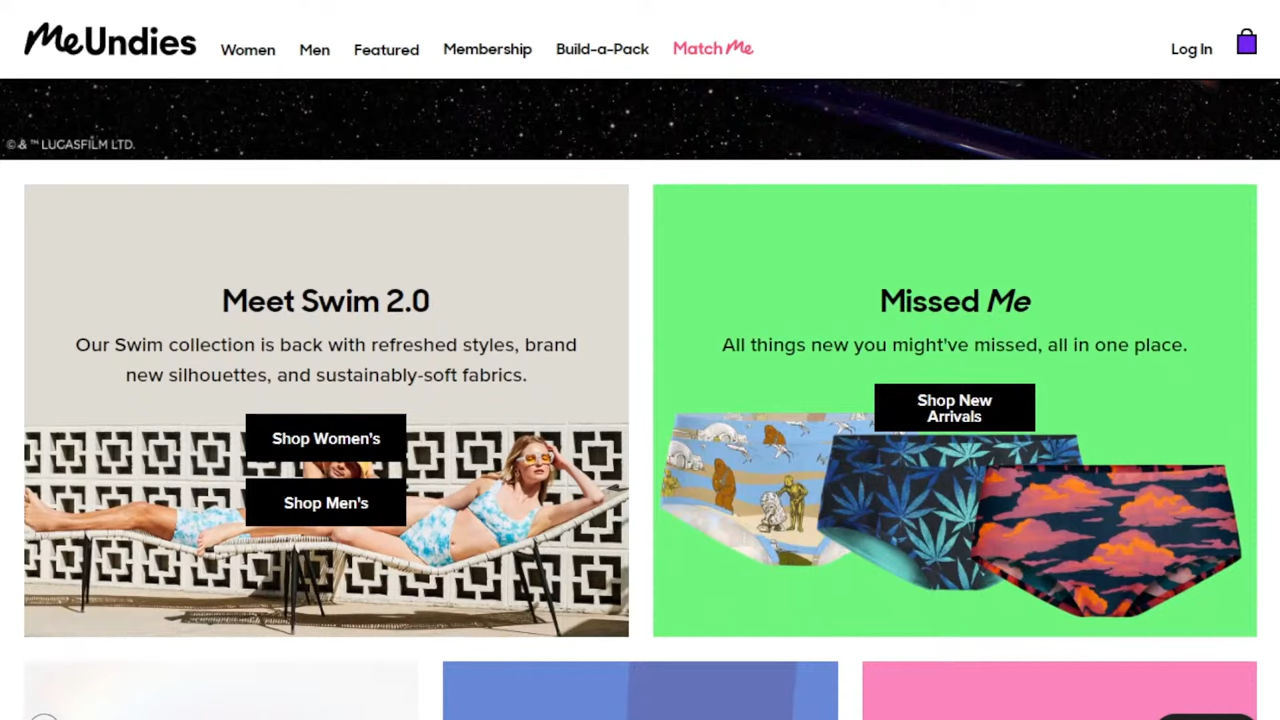 MeUndies
Women
Men
Featured
Membership
Build-a-Pack
Match Me
Log In
© & ™ LUCASFILM LTD.
Meet Swim 2.0
Our Swim collection is back with refreshed styles, brand
new silhouettes, and sustainably-soft fabrics.
Shop Women's
Shop Men's
Missed Me
All things new you might've missed, all in one place.
Shop New
Arrivals